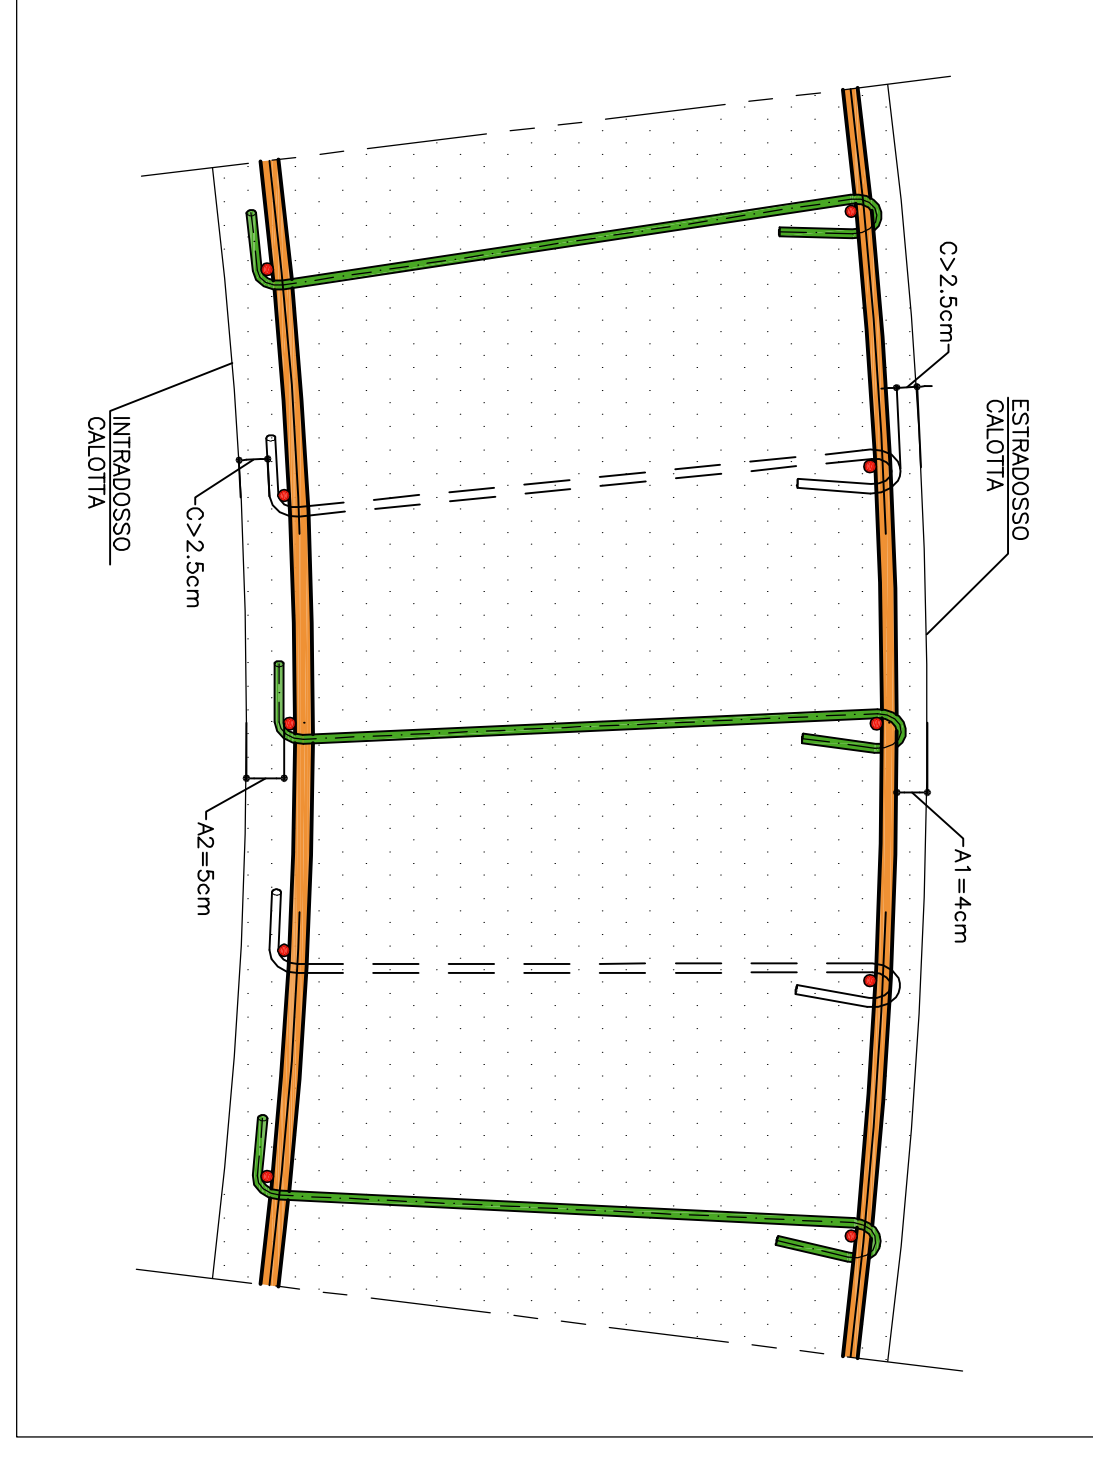 ESTRADOSSO
CALOTTA
C>2.5cm
A1=4cm
C>2.5cm
A2=5cm
INTRADOSSO
CALOTTA